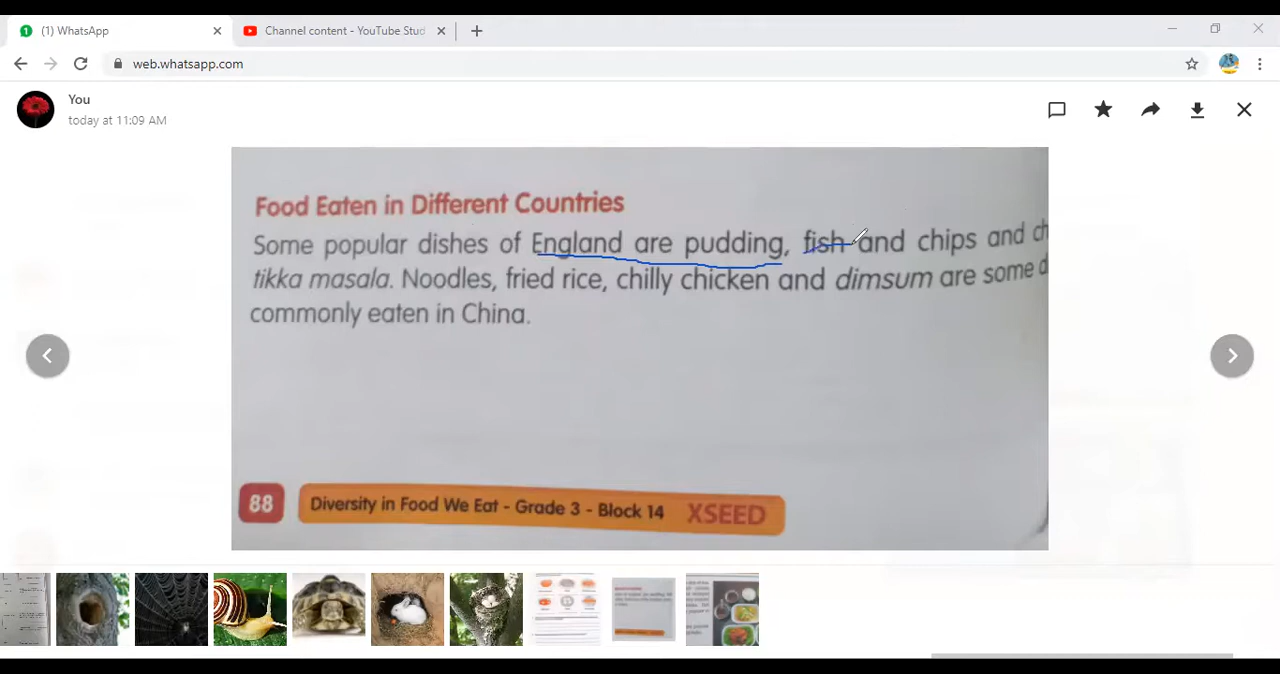 (1) WhatsApp
Channel content - YouTube Stud
web.whatsapp.com
You
today at 11:09 AM
Food Eaten in Different Countries
Some popular dishes of England are pudding, fish and chips and ch
tikka masala. Noodles, fried rice, chilly chicken and dimsum are some d
commonly eaten in China.
88
Diversity in Food We Eat - Grade 3 - Block 14 XSEED